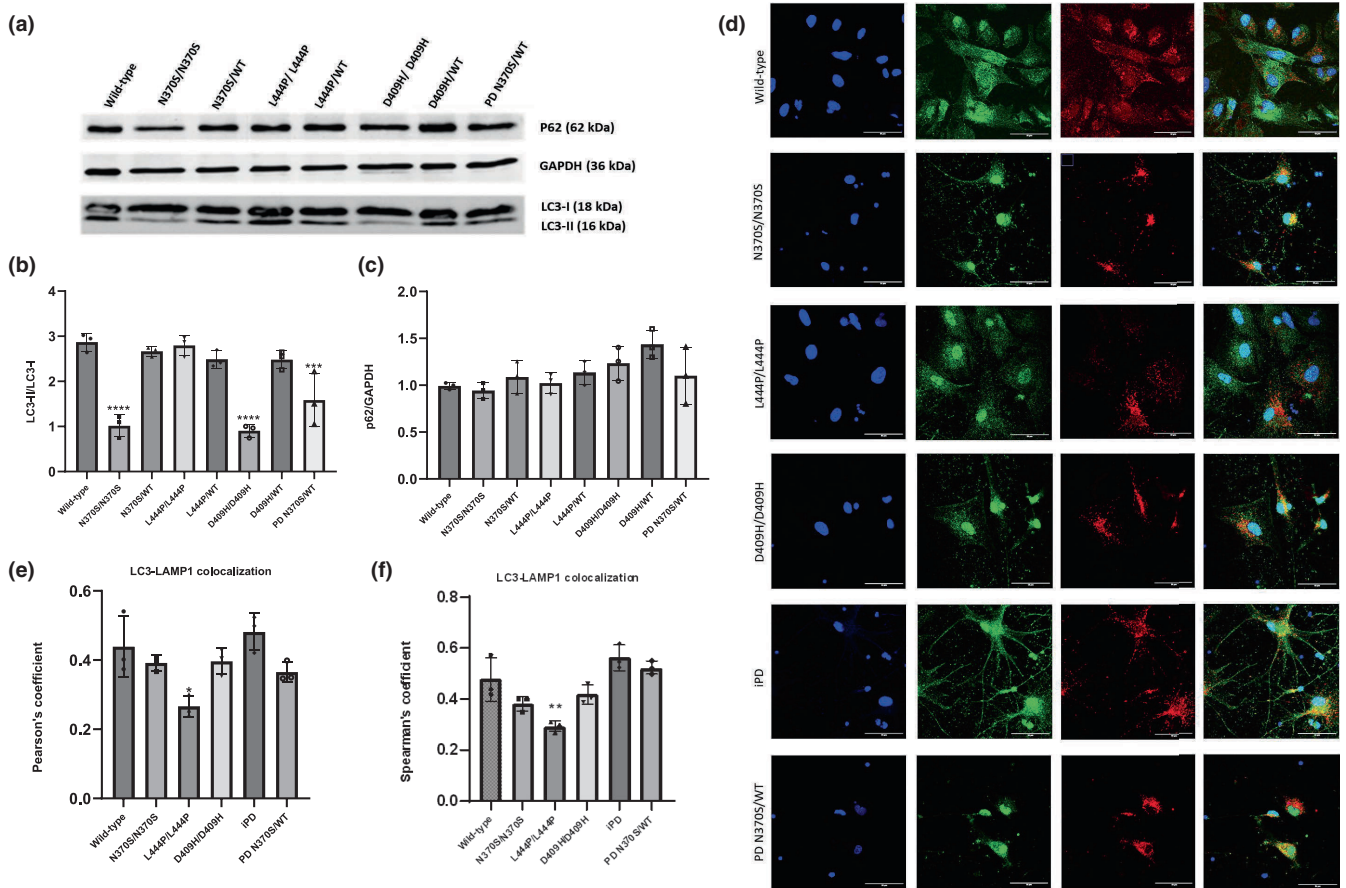 (a)
Wild-type
N370S/N370S
N370S/WT
L444P/ L444P
L444P/WT
D409H/ D409H
D409H/WT
PD N370S/WT
P62 (62 kDa)
GAPDH (36 kDa)
LC3-I (18 kDa)
LC3-II (16 kDa)
(b)
LC3-II/LC3-I
4
3
2
1
0
****
****
***
Wild-type
N370S/N370S
N370S/WT
L444P/L444P
L444P/WT
D409H/D409H
D409H/WT
PD N370S/WT
(c)
p62/GAPDH
2.0
1.5
1.0
0.5
0.0
Wild-type
N370S/N370S
N370S/WT
L444P/L444P
L444P/WT
D409H/D409H
D409H/WT
PD N370S/WT
(d)
Wild-type
N370S/N370S
L444P/L444P
D409H/D409H
iPD
PD N370S/WT
(e)
LC3-LAMP1 colocalization
Pearson's coefficient
0.6
0.4
0.2
0.0
*
Wild-type
N370S/N370S
L444P/L444P
D409H/D409H
iPD
PD N370S/WT
(f)
LC3-LAMP1 colocalization
Spearman's coefficient
0.8
0.6
0.4
0.2
0.0
**
Wild-type
N370S/N370S
L444P/L444P
D409H/D409H
iPD
PD N370S/WT